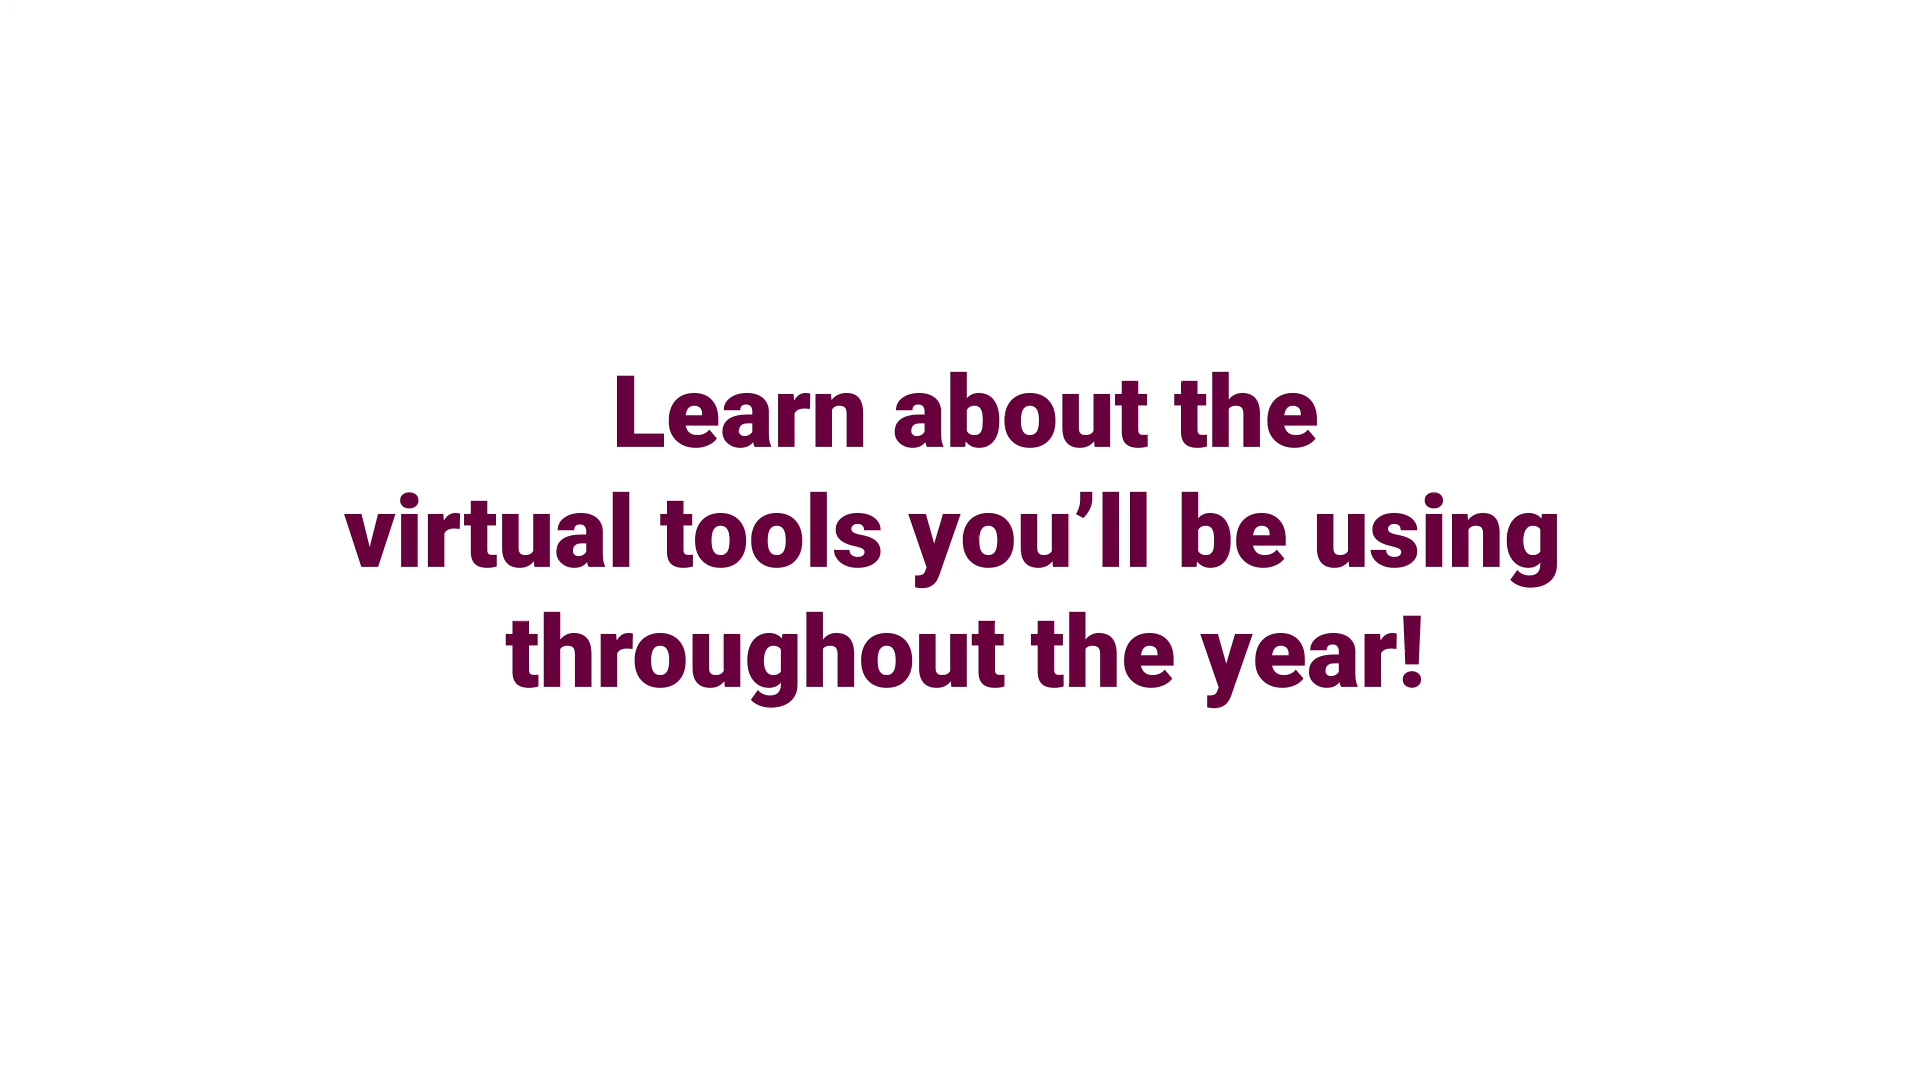 Learn about the
virtual tools you’ll be using
throughout the year!